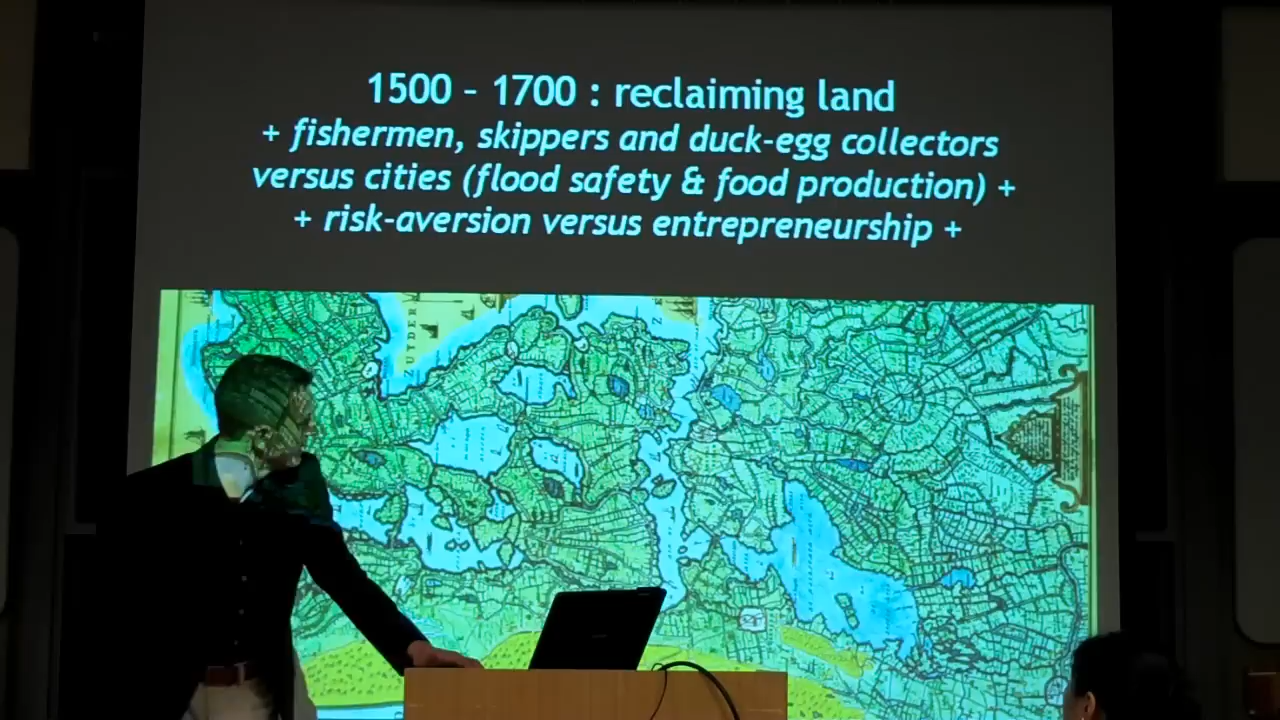 1500 – 1700 : reclaiming land
+ fishermen, skippers and duck-egg collectors
versus cities (flood safety & food production) +
+ risk-aversion versus entrepreneurship +
ZUYDER